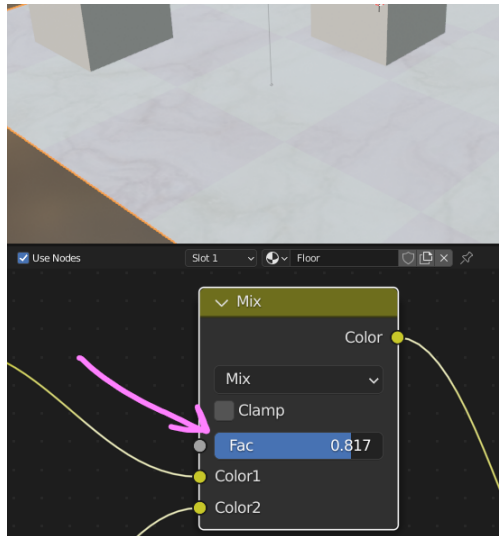 Use Nodes Slot 1 Floor
Mix
Color
Mix
Clamp
Fac 0.817
Color1
Color2